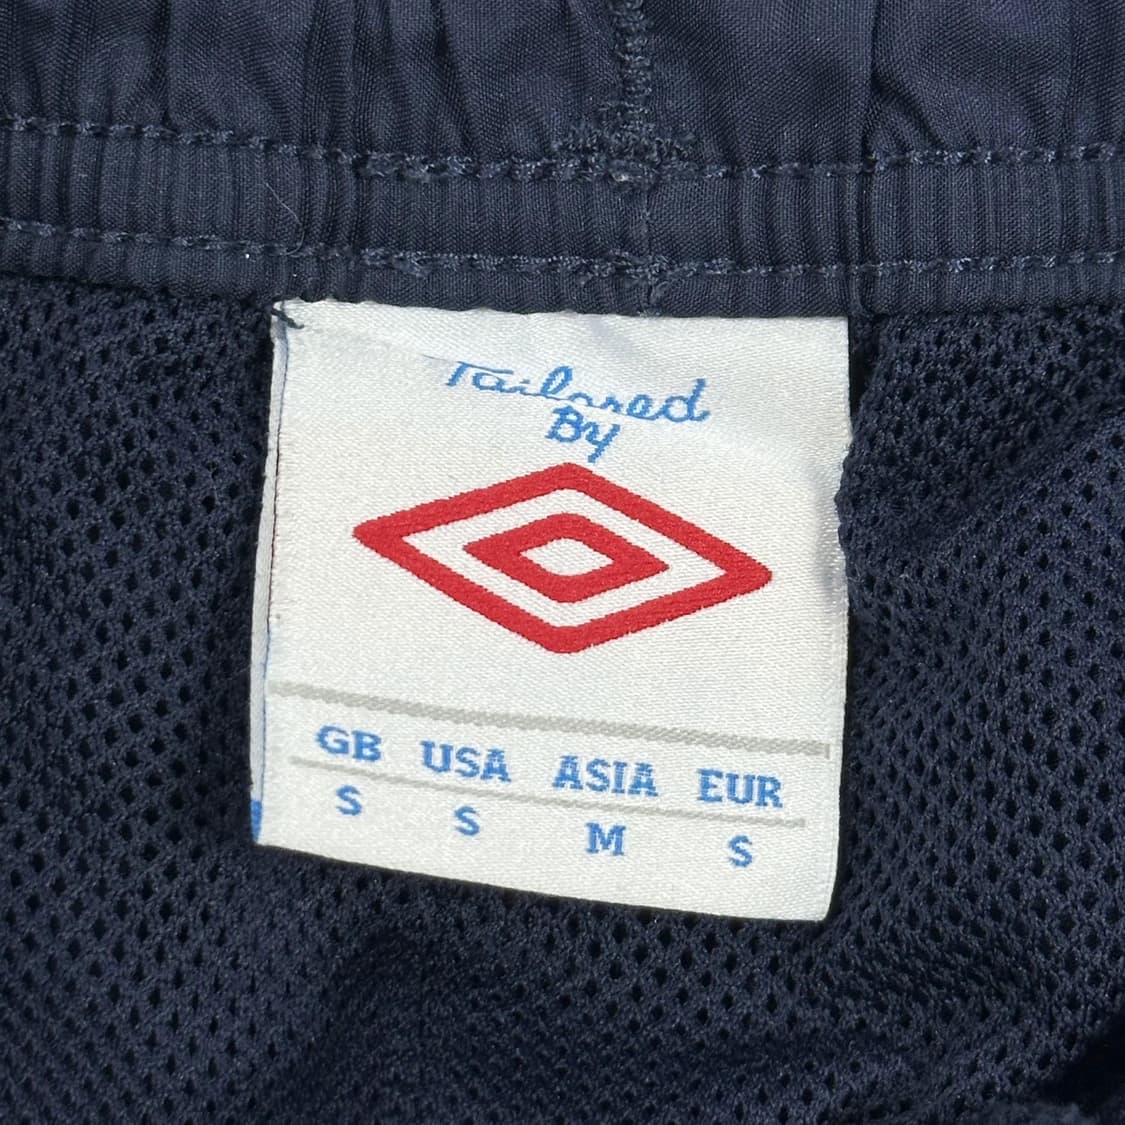 Tailored
By
GB USA ASIA EUR
S S M S